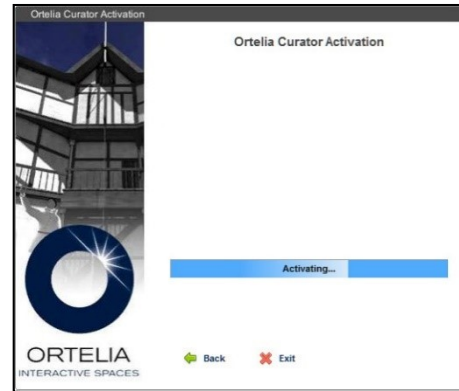 Ortelia Curator Activation
Ortelia Curator Activation
Activating...
ORTELIA
INTERACTIVE SPACES
Back
Exit